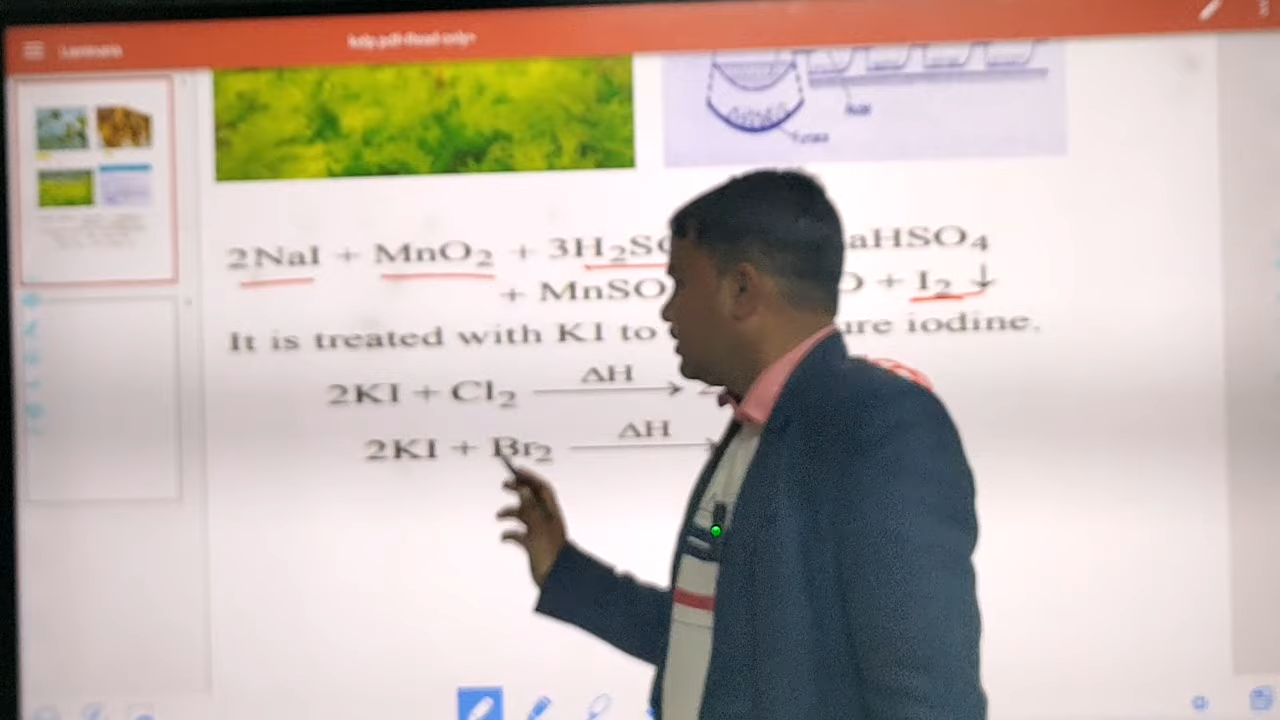 2NaI + MnO₂ + 3H₂S aHSO₄
+ MnSO + I₂ ↓
It is treated with KI to ure iodine.
2KI + Cl₂ ΔH→
2KI + Br₂ ΔH→